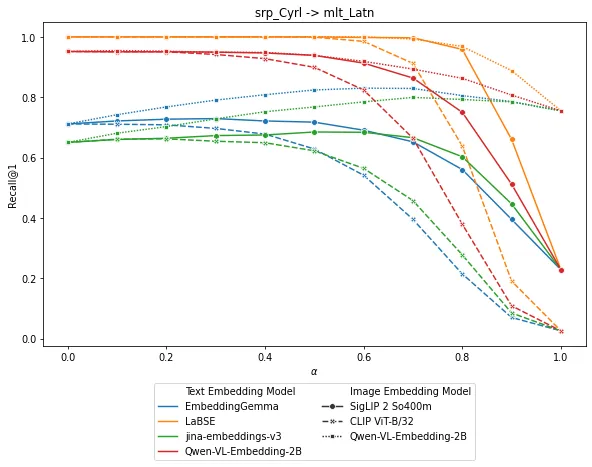 srp_Cyrl -> mlt_Latn
1.0
0.8
0.6
0.4
0.2
0.0
Recall@1
0.0 0.2 0.4 0.6 0.8 1.0
α
Text Embedding Model
EmbeddingGemma
LaBSE
jina-embeddings-v3
Qwen-VL-Embedding-2B
Image Embedding Model
SigLIP 2 So400m
CLIP ViT-B/32
Qwen-VL-Embedding-2B